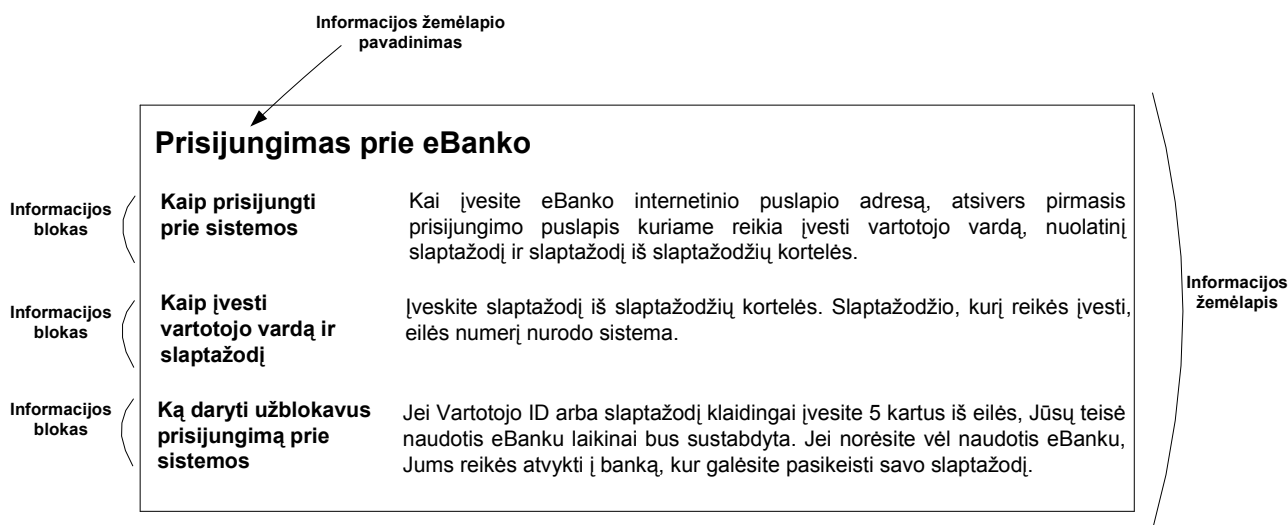 Informacijos žemėlapio
pavadinimas
Prisijungimas prie eBanko
Informacijos
blokas
Kaip prisijungti
prie sistemos
Kai įvesite eBanko internetinio puslapio adresą, atsivers pirmasis
prisijungimo puslapis kuriame reikia įvesti vartotojo vardą, nuolatinį
slaptažodį ir slaptažodį iš slaptažodžių kortelės.
Informacijos
blokas
Kaip įvesti
vartotojo vardą ir
slaptažodį
Įveskite slaptažodį iš slaptažodžių kortelės. Slaptažodžio, kurį reikės įvesti,
eilės numerį nurodo sistema.
Informacijos
žemėlapis
Informacijos
blokas
Ką daryti užblokavus
prisijungimą prie
sistemos
Jei Vartotojo ID arba slaptažodį klaidingai įvesite 5 kartus iš eilės, Jūsų teisė
naudotis eBanku laikinai bus sustabdyta. Jei norėsite vėl naudotis eBanku,
Jums reikės atvykti į banką, kur galėsite pasikeisti savo slaptažodį.